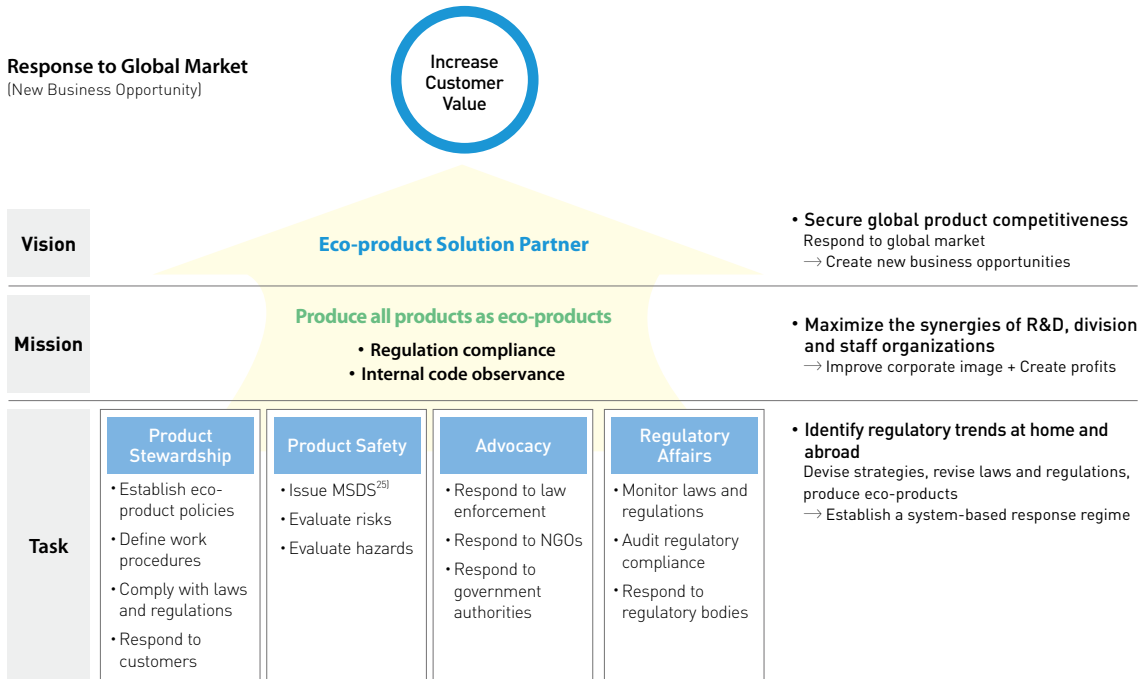 Response to Global Market
(New Business Opportunity)
Increase
Customer
Value
Vision
Eco-product Solution Partner
• Secure global product competitiveness
Respond to global market
→ Create new business opportunities
Mission
Produce all products as eco-products
• Regulation compliance
• Internal code observance
• Maximize the synergies of R&D, division
and staff organizations
→ Improve corporate image + Create profits
Task
Product
Stewardship
• Establish eco-
product policies
• Define work
procedures
• Comply with laws
and regulations
• Respond to
customers
Product Safety
• Issue MSDS25)
• Evaluate risks
• Evaluate hazards
Advocacy
• Respond to law
enforcement
• Respond to NGOs
• Respond to
government
authorities
Regulatory
Affairs
• Monitor laws and
regulations
• Audit regulatory
compliance
• Respond to
regulatory bodies
• Identify regulatory trends at home and
abroad
Devise strategies, revise laws and regulations,
produce eco-products
→ Establish a system-based response regime